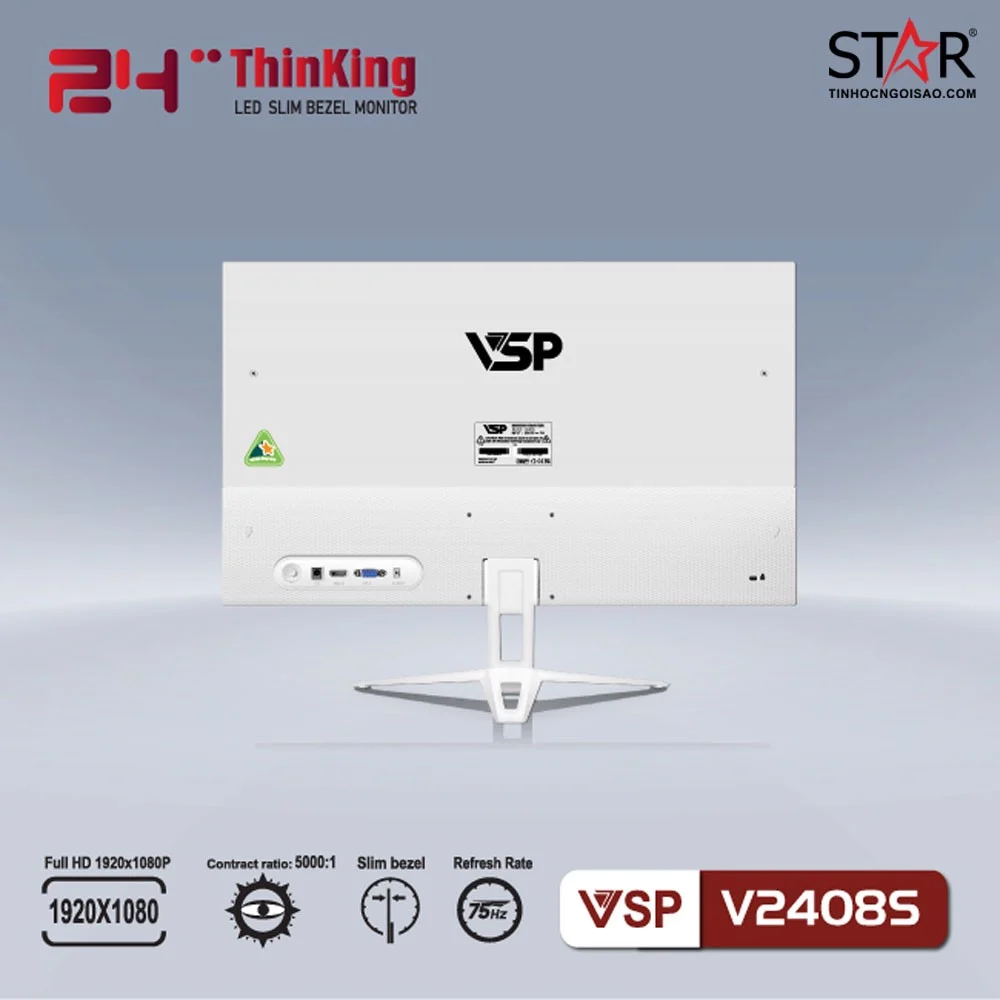 24" ThinKing
LED SLIM BEZEL MONITOR
STAR®
TINHOCNGOISAO.COM
VSP
VSP
Full HD 1920x1080P
1920X1080
Contract ratio: 5000:1
Slim bezel
Refresh Rate
75Hz
VSP V2408S